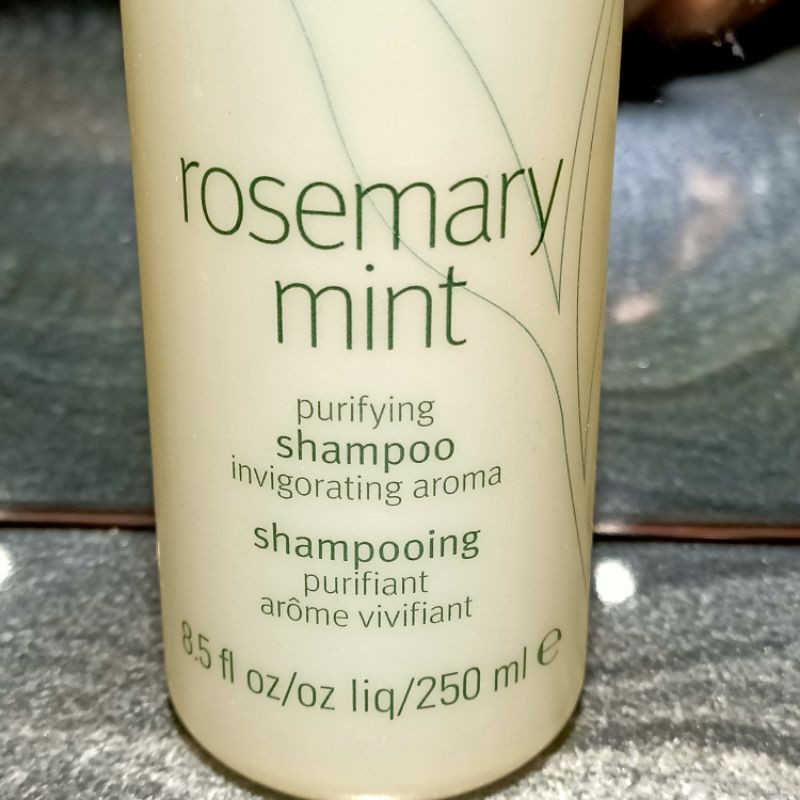 rosemary
mint
purifying
shampoo
invigorating aroma
shampooing
purifiant
arôme vivifiant
8.5 fl oz/oz liq/250 ml ℮